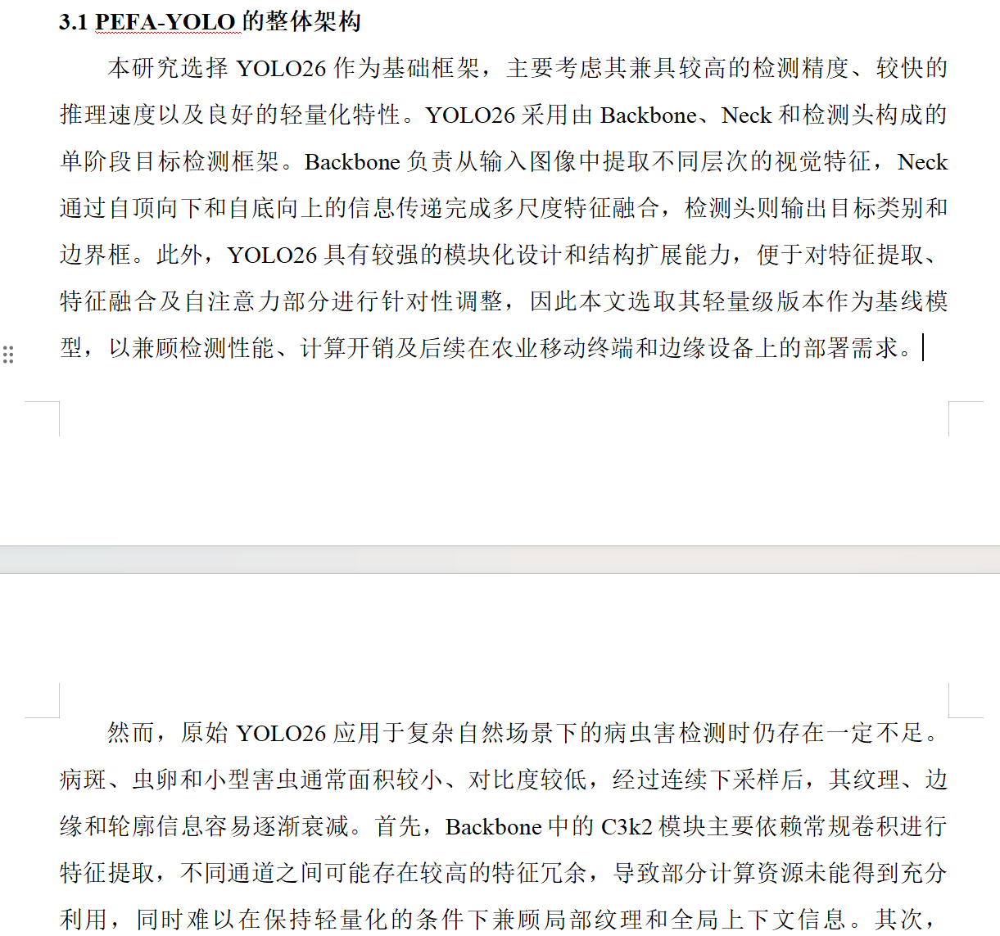 3.1 PEFA-YOLO 的整体架构
本研究选择 YOLO26 作为基础框架，主要考虑其兼具较高的检测精度、较快的
推理速度以及良好的轻量化特性。YOLO26 采用由 Backbone、Neck 和检测头构成的
单阶段目标检测框架。Backbone 负责从输入图像中提取不同层次的视觉特征，Neck
通过自顶向下和自底向上的信息传递完成多尺度特征融合，检测头则输出目标类别和
边界框。此外，YOLO26 具有较强的模块化设计和结构扩展能力，便于对特征提取、
特征融合及自注意力部分进行针对性调整，因此本文选取其轻量级版本作为基线模
型，以兼顾检测性能、计算开销及后续在农业移动终端和边缘设备上的部署需求。
然而，原始 YOLO26 应用于复杂自然场景下的病虫害检测时仍存在一定不足。
病斑、虫卵和小型害虫通常面积较小、对比度较低，经过连续下采样后，其纹理、边
缘和轮廓信息容易逐渐衰减。首先，Backbone 中的 C3k2 模块主要依赖常规卷积进行
特征提取，不同通道之间可能存在较高的特征冗余，导致部分计算资源未能得到充分
利用，同时难以在保持轻量化的条件下兼顾局部纹理和全局上下文信息。其次，